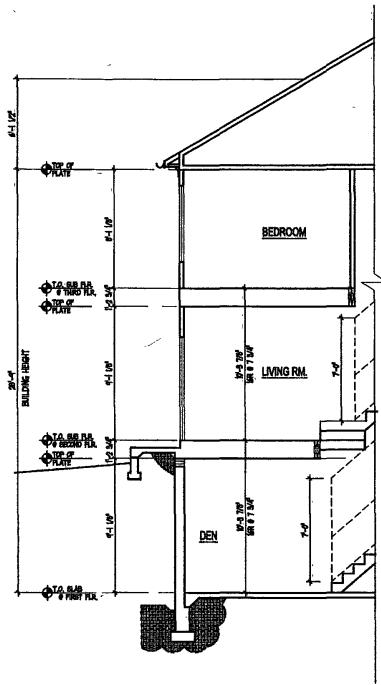 6'-1 1/2"
TOP OF
PLATE
8'-1 1/8"
BEDROOM
T.O. SUB FLR.
@ THIRD FLR.
1'-2 3/4"
TOP OF
PLATE
BUILDING HEIGHT
9'-1 1/8"
LIVING RM.
7'-0"
T.O. SUB FLR.
@ SECOND FLR.
1'-2 3/4"
TOP OF
PLATE
9'-1 1/8"
DEN
7'-0"
T.O. SLAB
@ FIRST FLR.